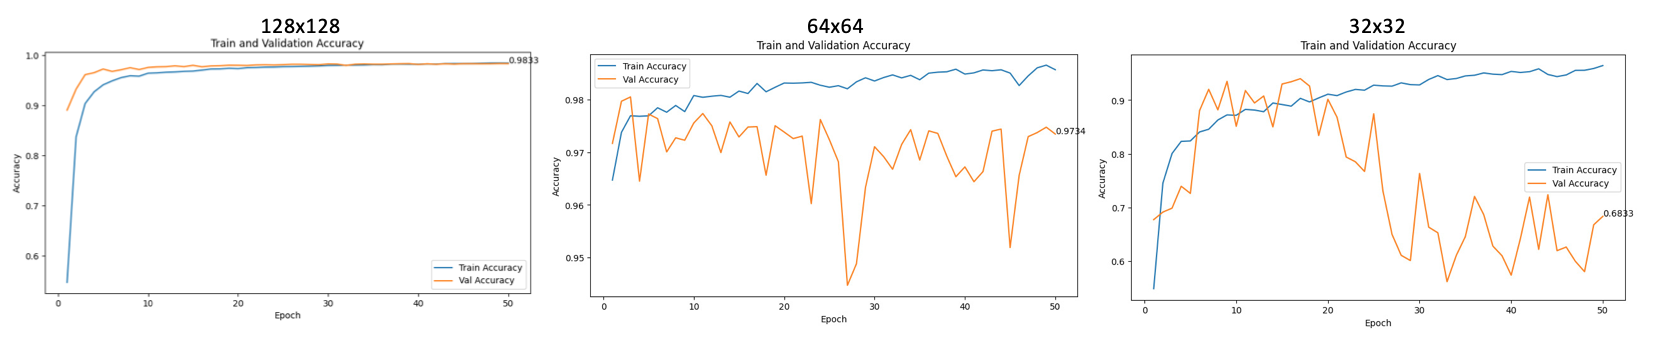 128x128
Train and Validation Accuracy
1.0
0.9
0.8
0.7
0.6
Accuracy
0.9833
Train Accuracy
Val Accuracy
0 10 20 30 40 50
Epoch
64x64
Train and Validation Accuracy
Train Accuracy
Val Accuracy
0.98
0.97
0.96
0.95
Accuracy
0.9734
0 10 20 30 40 50
Epoch
32x32
Train and Validation Accuracy
0.9
0.8
0.7
0.6
Accuracy
Train Accuracy
Val Accuracy
0.6833
0 10 20 30 40 50
Epoch